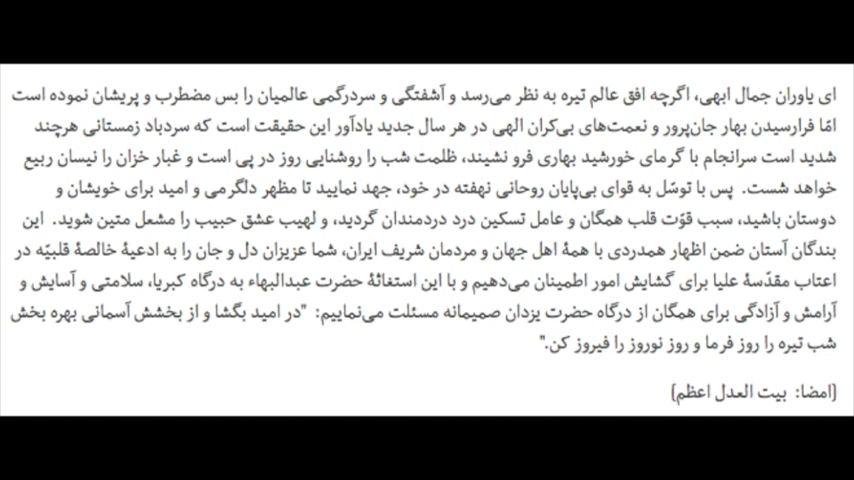 ای یاوران جمال ابهی، اگرچه افق عالم تیره به نظر می‌رسد و آشفتگی و سردرگمی عالمیان را بس مضطرب و پریشان نموده است
امّا فرارسیدن بهار جان‌پرور و نعمت‌های بی‌کران الهی در هر سال جدید یادآور این حقیقت است که سردباد زمستانی هرچند
شدید است سرانجام با گرمای خورشید بهاری فرو نشیند، ظلمت شب را روشنایی روز در پی است و غبار خزان را نیسان ربیع
خواهد شست. پس با توسّل به قوای بی‌پایان روحانی نهفته در خود، جهد نمایید تا مظهر دلگرمی و امید برای خویشان و
دوستان باشید، سبب قوّت قلب همگان و عامل تسکین درد دردمندان گردید، و لهیب عشق حبیب را مشعل متین شوید. این
بندگان آستان ضمن اظهار همدردی با همهٔ اهل جهان و مردمان شریف ایران، شما عزیزان دل و جان را به ادعیهٔ خالصهٔ قلبیّه در
اعتاب مقدّسهٔ علیا برای گشایش امور اطمینان می‌دهیم و با این استغاثهٔ حضرت عبدالبهاء به درگاه کبریا، سلامتی و آسایش و
آرامش و آزادگی برای همگان از درگاه حضرت یزدان صمیمانه مسئلت می‌نماییم: "در امید بگشا و از بخشش آسمانی بهره بخش
شب تیره را روز فرما و روز نوروز را فیروز کن."
(امضا: بیت العدل اعظم)